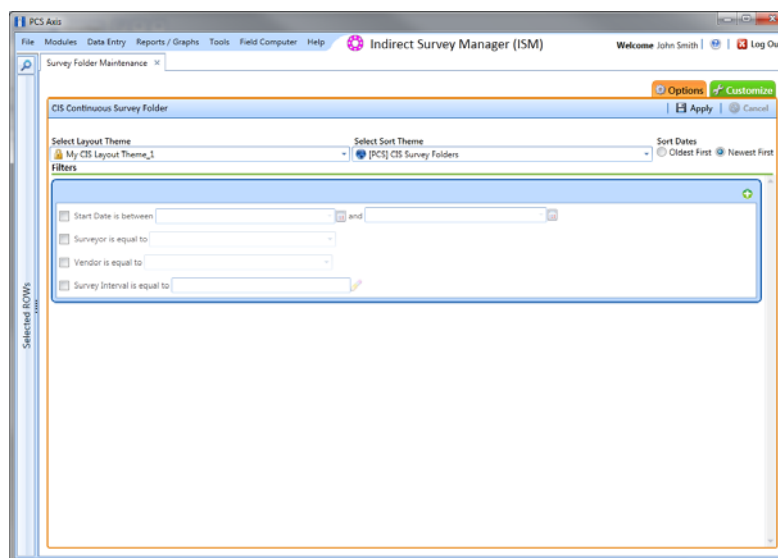 PCS Axis
File Modules Data Entry Reports / Graphs Tools Field Computer Help Indirect Survey Manager (ISM) Welcome John Smith | | Log Ou
Survey Folder Maintenance
Options Customize
CIS Continuous Survey Folder | Apply | Cancel
Select Layout Theme Select Sort Theme Sort Dates
My CIS Layout Theme_1 [PCS] CIS Survey Folders Oldest First Newest First
Filters
Start Date is between and
Surveyor is equal to
Vendor is equal to
Survey Interval is equal to
Selected ROWs